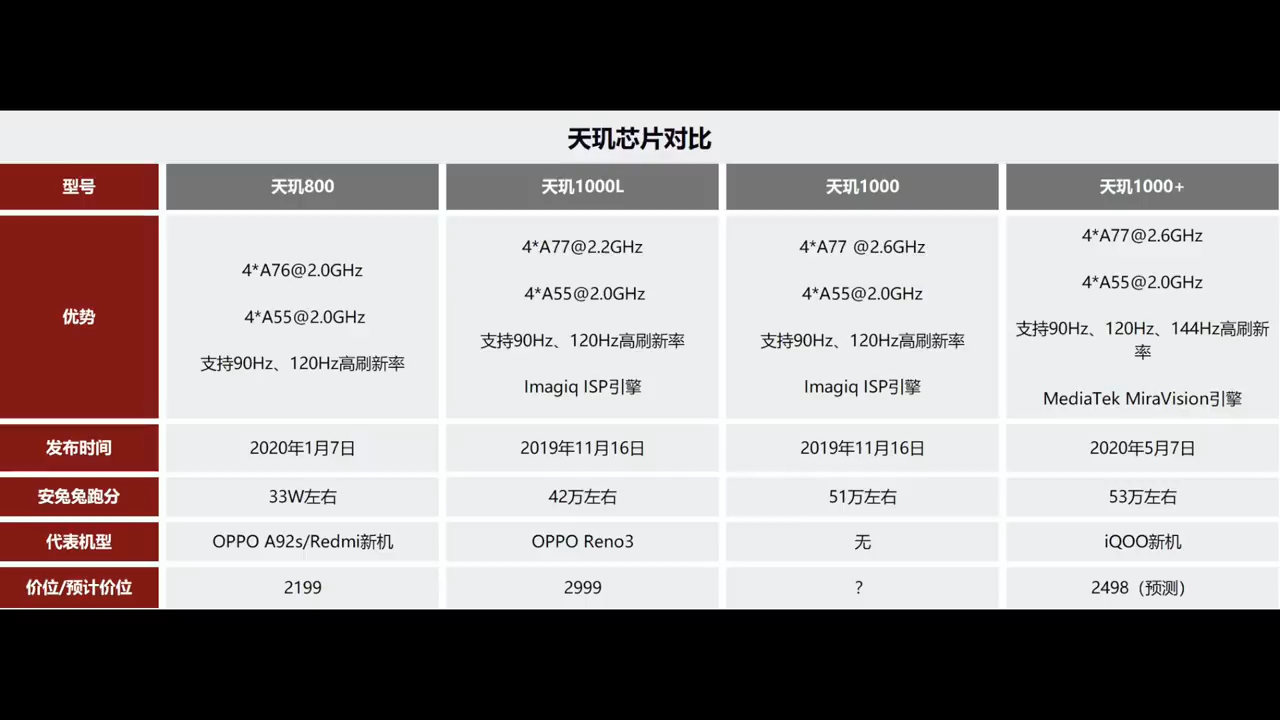 天玑芯片对比
型号 天玑800 天玑1000L 天玑1000 天玑1000+
优势
4*A76@2.0GHz
4*A55@2.0GHz
支持90Hz、120Hz高刷新率
4*A77@2.2GHz
4*A55@2.0GHz
支持90Hz、120Hz高刷新率
Imagiq ISP引擎
4*A77 @2.6GHz
4*A55@2.0GHz
支持90Hz、120Hz高刷新率
Imagiq ISP引擎
4*A77@2.6GHz
4*A55@2.0GHz
支持90Hz、120Hz、144Hz高刷新
率
MediaTek MiraVision引擎
发布时间 2020年1月7日 2019年11月16日 2019年11月16日 2020年5月7日
安兔兔跑分 33W左右 42万左右 51万左右 53万左右
代表机型 OPPO A92s/Redmi新机 OPPO Reno3 无 iQOO新机
价位/预计价位 2199 2999 ? 2498（预测）